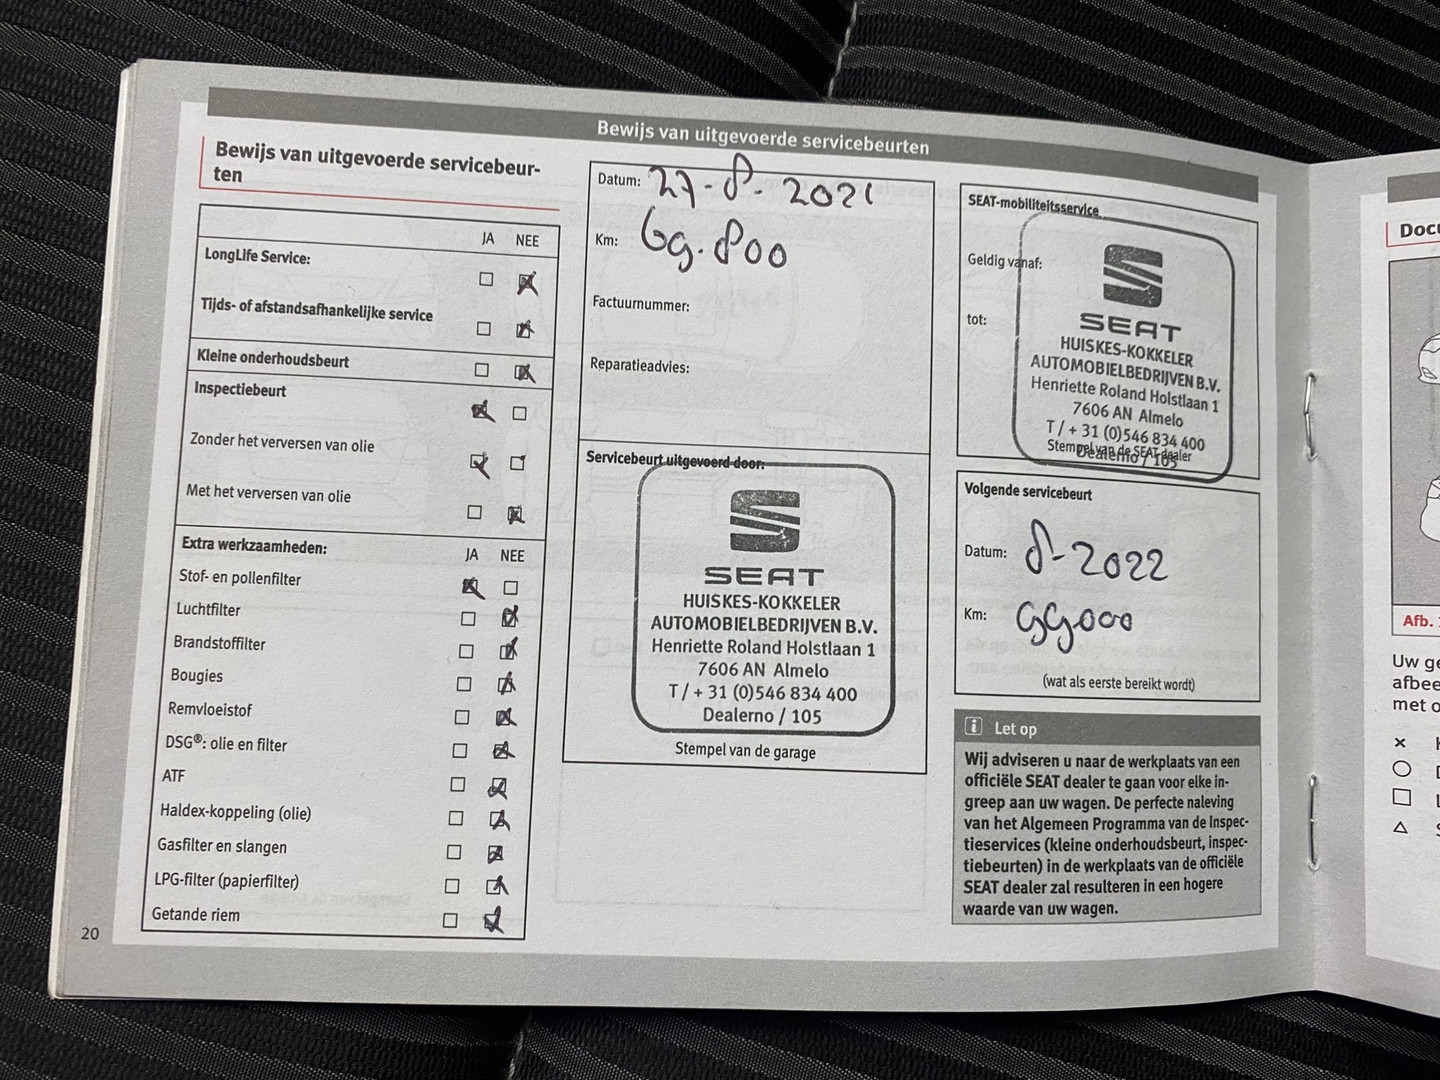 Bewijs van uitgevoerde servicebeurten
Bewijs van uitgevoerde servicebeur-
ten
JA NEE
LongLife Service:
Tijds- of afstandsafhankelijke service
Kleine onderhoudsbeurt
Inspectiebeurt
Zonder het verversen van olie
Met het verversen van olie
Extra werkzaamheden: JA NEE
Stof- en pollenfilter
Luchtfilter
Brandstoffilter
Bougies
Remvloeistof
DSG®: olie en filter
ATF
Haldex-koppeling (olie)
Gasfilter en slangen
LPG-filter (papierfilter)
Getande riem
20
Datum: 27-8-2021
Km: 69.800
Factuurnummer:
Reparatieadvies:
Servicebeurt uitgevoerd door:
SEAT
HUISKES-KOKKELER
AUTOMOBIELBEDRIJVEN B.V.
Henriette Roland Holstlaan 1
7606 AN Almelo
T / + 31 (0)546 834 400
Dealerno / 105
Stempel van de garage
SEAT-mobiliteitsservice
Geldig vanaf:
tot:
SEAT
HUISKES-KOKKELER
AUTOMOBIELBEDRIJVEN B.V.
Henriette Roland Holstlaan 1
7606 AN Almelo
T / + 31 (0)546 834 400
Stempel van de SEAT dealer
Dealerno / 105
Volgende servicebeurt
Datum: 8-2022
Km: 99.000
(wat als eerste bereikt wordt)
i Let op
Wij adviseren u naar de werkplaats van een
officiële SEAT dealer te gaan voor elke in-
greep aan uw wagen. De perfecte naleving
van het Algemeen Programma van de Inspec-
tieservices (kleine onderhoudsbeurt, inspec-
tiebeurten) in de werkplaats van de officiële
SEAT dealer zal resulteren in een hogere
waarde van uw wagen.
Afb.
Uw
met